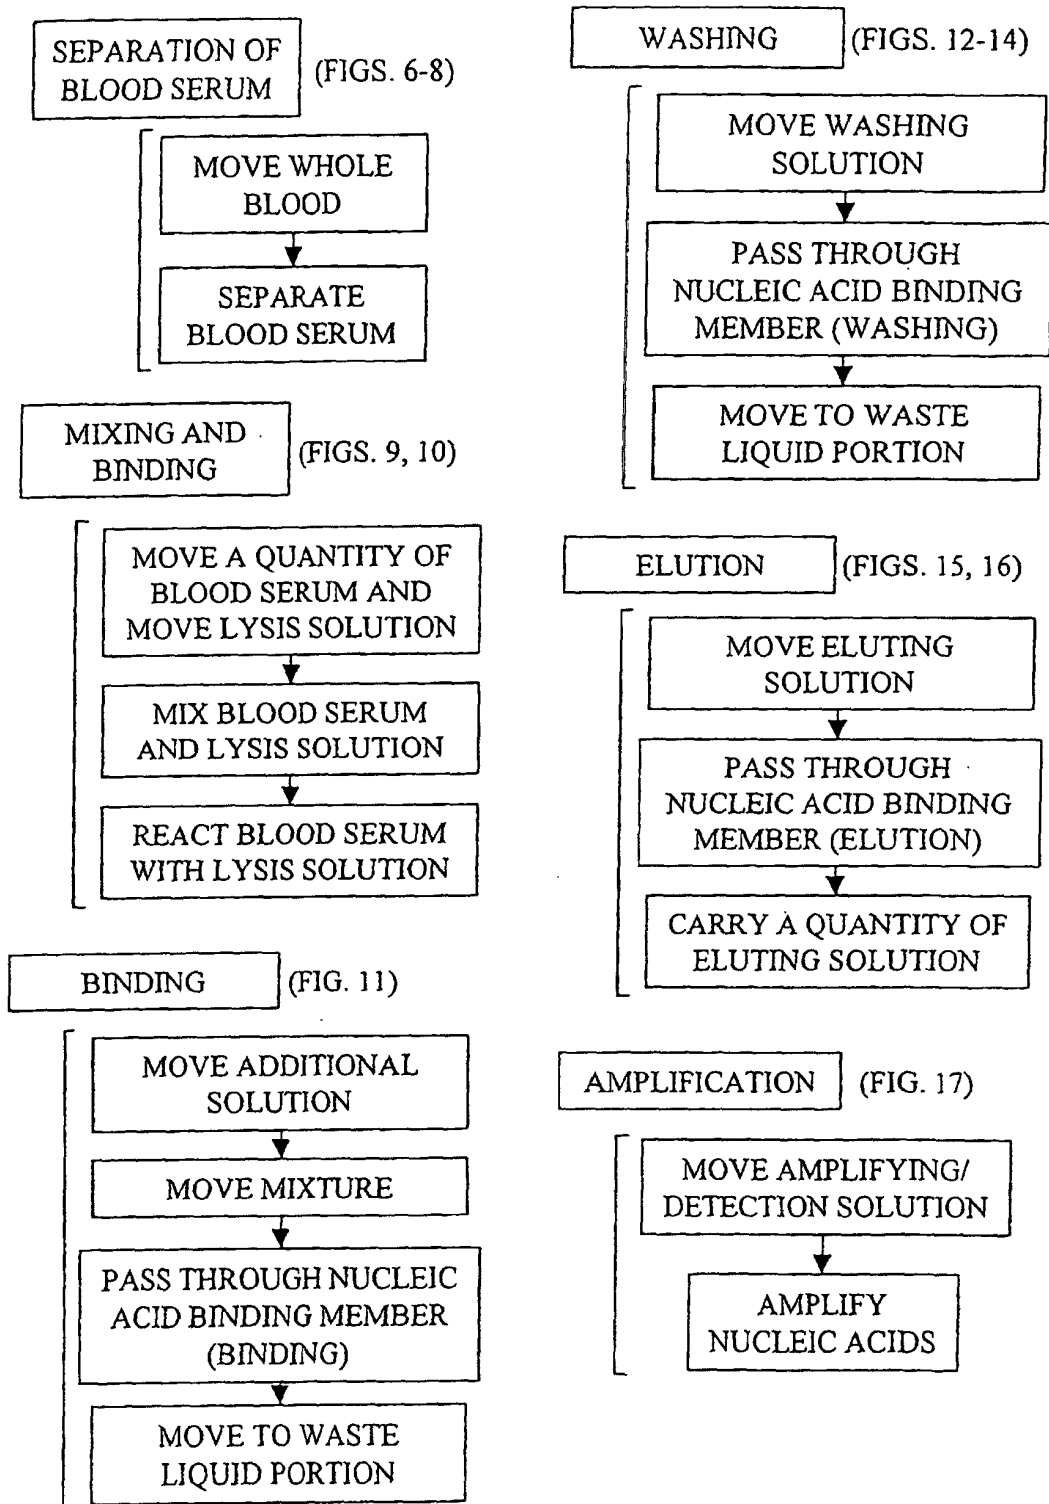 SEPARATION OF
BLOOD SERUM
(FIGS. 6-8)
MOVE WHOLE
BLOOD
SEPARATE
BLOOD SERUM
MIXING AND
BINDING
(FIGS. 9, 10)
MOVE A QUANTITY OF
BLOOD SERUM AND
MOVE LYSIS SOLUTION
MIX BLOOD SERUM
AND LYSIS SOLUTION
REACT BLOOD SERUM
WITH LYSIS SOLUTION
BINDING
(FIG. 11)
MOVE ADDITIONAL
SOLUTION
MOVE MIXTURE
PASS THROUGH NUCLEIC
ACID BINDING MEMBER
(BINDING)
MOVE TO WASTE
LIQUID PORTION
WASHING
(FIGS. 12-14)
MOVE WASHING
SOLUTION
PASS THROUGH
NUCLEIC ACID BINDING
MEMBER (WASHING)
MOVE TO WASTE
LIQUID PORTION
ELUTION
(FIGS. 15, 16)
MOVE ELUTING
SOLUTION
PASS THROUGH
NUCLEIC ACID BINDING
MEMBER (ELUTION)
CARRY A QUANTITY OF
ELUTING SOLUTION
AMPLIFICATION
(FIG. 17)
MOVE AMPLIFYING/
DETECTION SOLUTION
AMPLIFY
NUCLEIC ACIDS